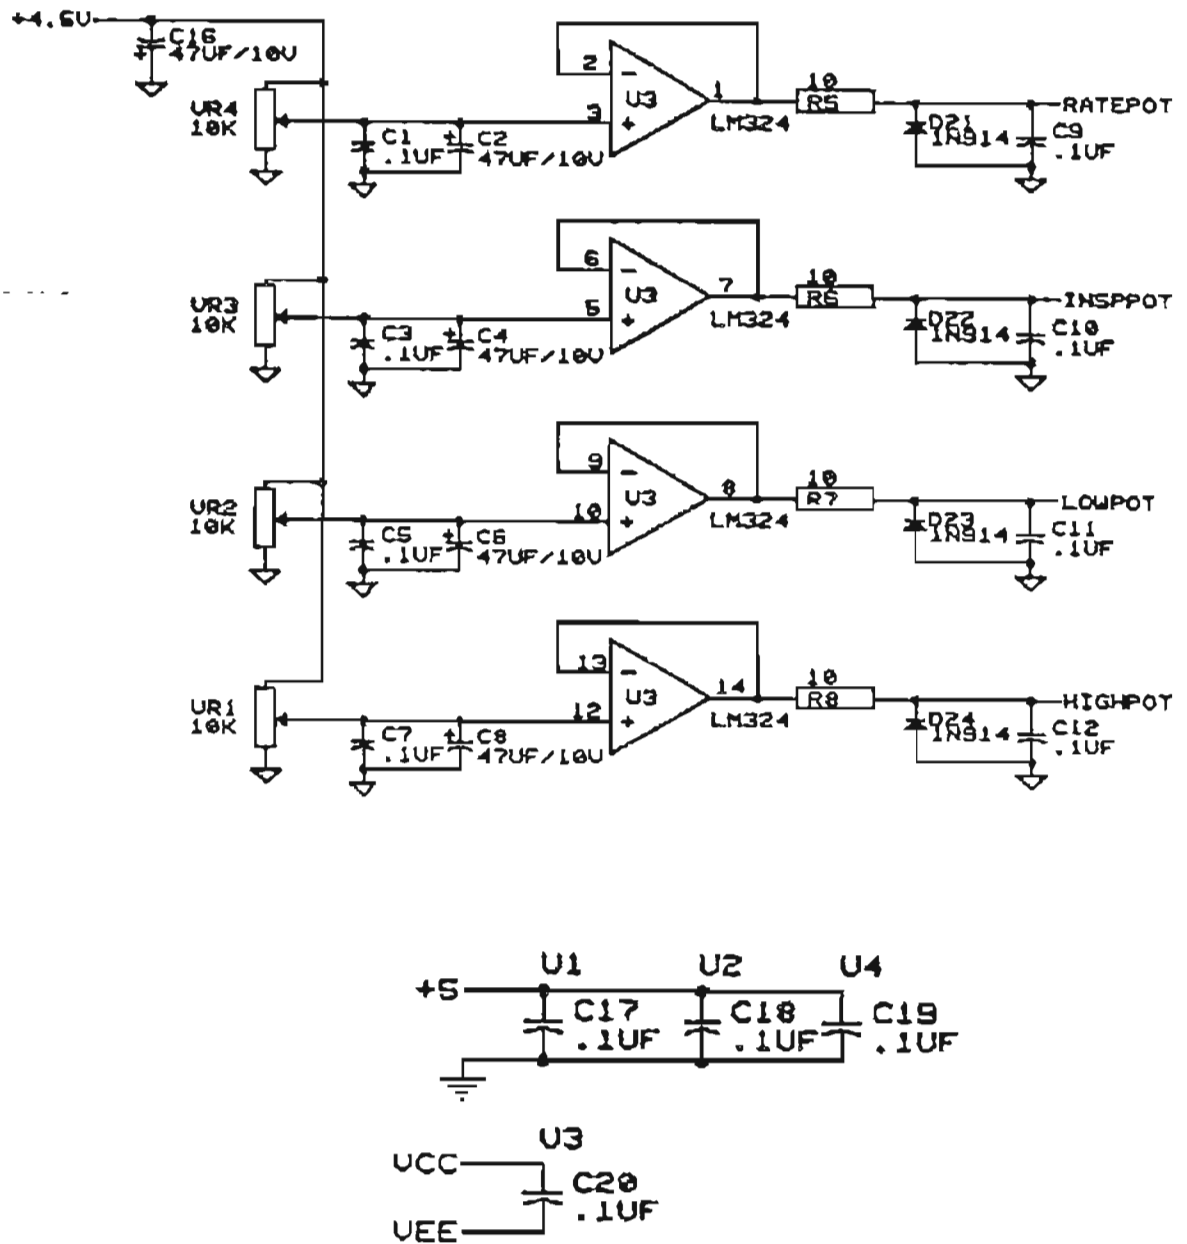 +4.5V
C16
47UF/10V
+
VR4
10K
C1
.1UF
+ C2
47UF/10V
2
-
U3
3
+
1
LM324
10
R5
D21
1N914
RATEPOT
C9
.1UF
VR3
10K
C3
.1UF
+ C4
47UF/10V
6
-
U3
5
+
7
LM324
10
R6
D22
1N914
INSPPOT
C10
.1UF
VR2
10K
C5
.1UF
+ C6
47UF/10V
9
-
U3
10
+
8
LM324
10
R7
D23
1N914
LOWPOT
C11
.1UF
VR1
10K
C7
.1UF
+ C8
47UF/10V
13
-
U3
12
+
14
LM324
10
R8
D24
1N914
HIGHPOT
C12
.1UF
U1 U2 U4
+5
C17
.1UF
C18
.1UF
C19
.1UF
U3
VCC
C20
.1UF
VEE